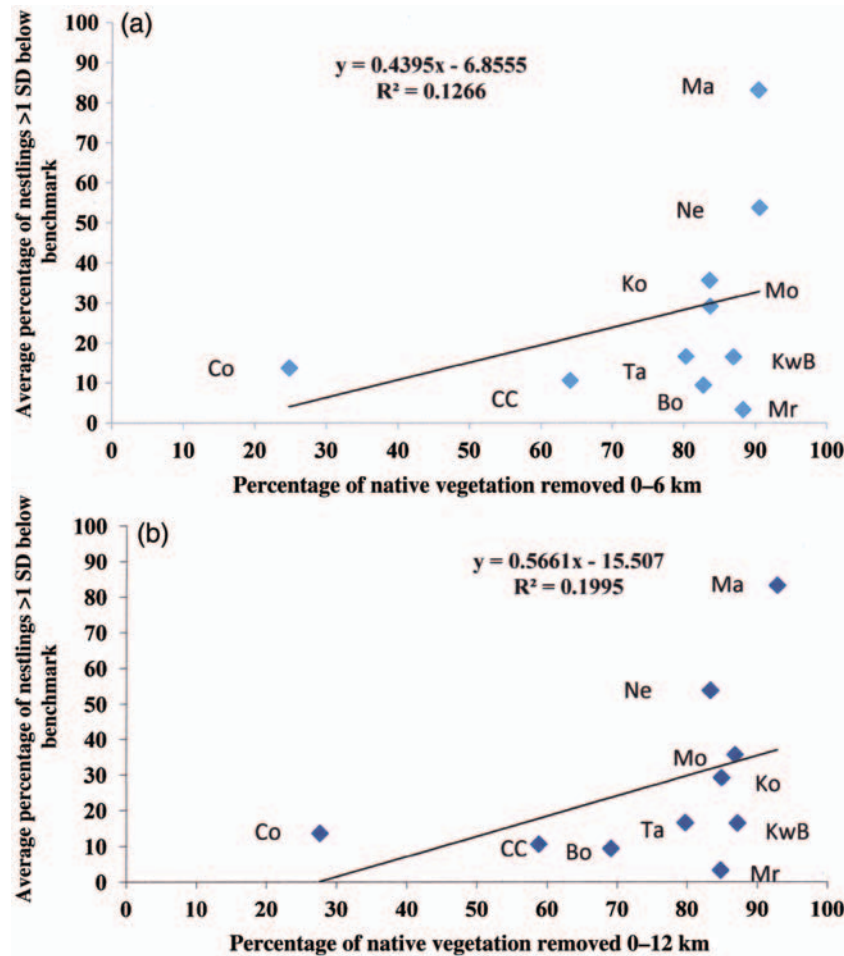 (a)
y = 0.4395x - 6.8555
R² = 0.1266
Average percentage of nestlings >1 SD below
benchmark
100
90
80
70
60
50
40
30
20
10
0
Ma
Ne
Ko
Mo
Co
CC
Ta
KwB
Bo
Mr
0 10 20 30 40 50 60 70 80 90 100
Percentage of native vegetation removed 0–6 km
(b)
y = 0.5661x - 15.507
R² = 0.1995
Average percentage of nestlings >1 SD below
benchmark
100
90
80
70
60
50
40
30
20
10
0
Ma
Ne
Mo
Ko
Co
CC
Bo
Ta
KwB
Mr
0 10 20 30 40 50 60 70 80 90 100
Percentage of native vegetation removed 0–12 km